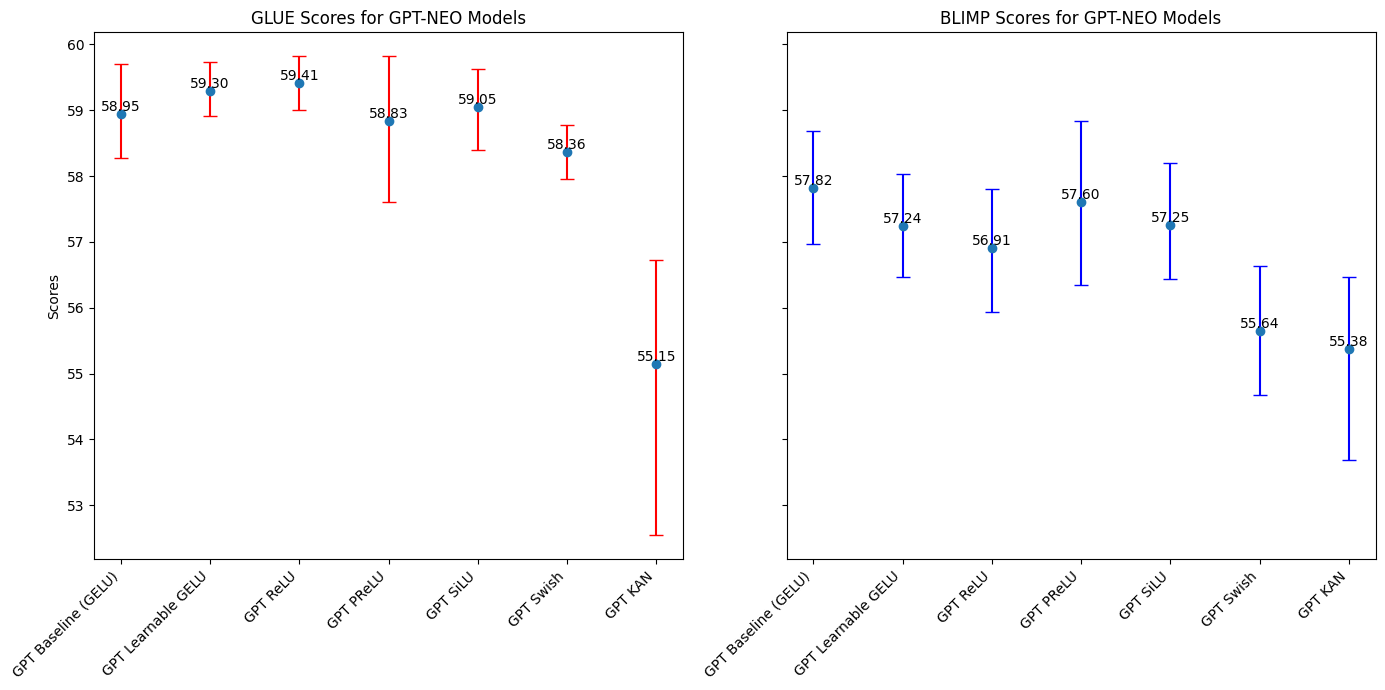 GLUE Scores for GPT-NEO Models
BLIMP Scores for GPT-NEO Models
Scores
60
59
58
57
56
55
54
53
58.95
59.30
59.41
58.83
59.05
58.36
55.15
57.82
57.24
56.91
57.60
57.25
55.64
55.38
GPT Baseline (GELU)
GPT Learnable GELU
GPT ReLU
GPT PReLU
GPT SiLU
GPT Swish
GPT KAN
GPT Baseline (GELU)
GPT Learnable GELU
GPT ReLU
GPT PReLU
GPT SiLU
GPT Swish
GPT KAN